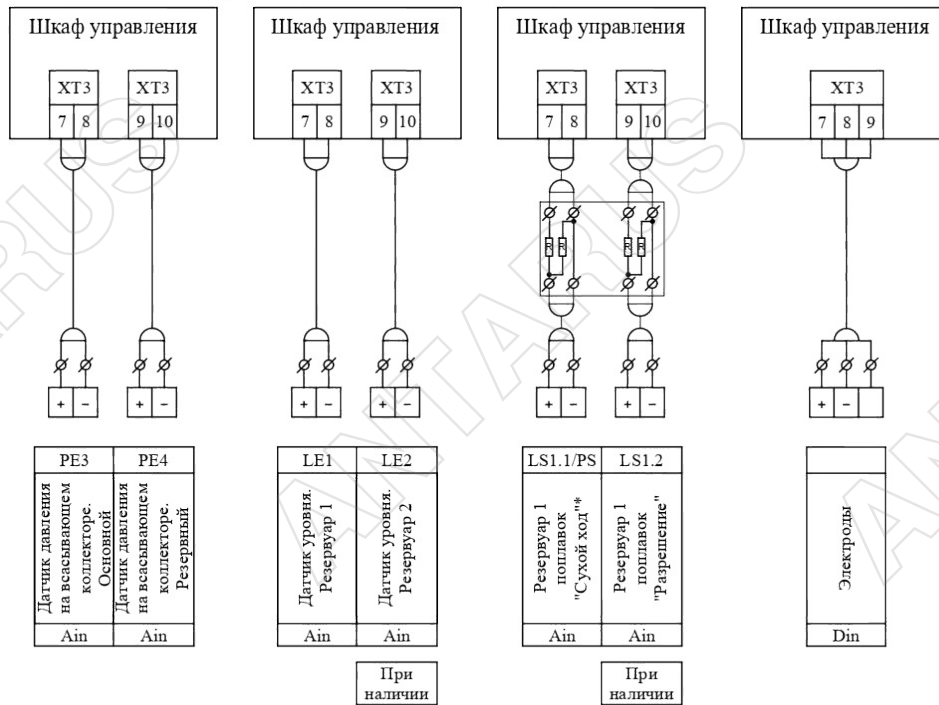 Шкаф управления
XT3
XT3
7 8
9 10
+ −
+ −
PE3
PE4
Датчик давления
на всасывающем
коллекторе.
Основной
Датчик давления
на всасывающем
коллекторе.
Резервный
Ain
Ain
Шкаф управления
XT3
XT3
7 8
9 10
+ −
+ −
LE1
LE2
Датчик уровня.
Резервуар 1
Датчик уровня.
Резервуар 2
Ain
Ain
При
наличии
Шкаф управления
XT3
XT3
7 8
9 10
R R
R R
+ −
+ −
LS1.1/PS
LS1.2
Резервуар 1
поплавок
"Сухой ход"*
Резервуар 1
поплавок
"Разрешение"
Ain
Ain
При
наличии
Шкаф управления
XT3
7 8 9
+ −
Электроды
Din
ANTARUS